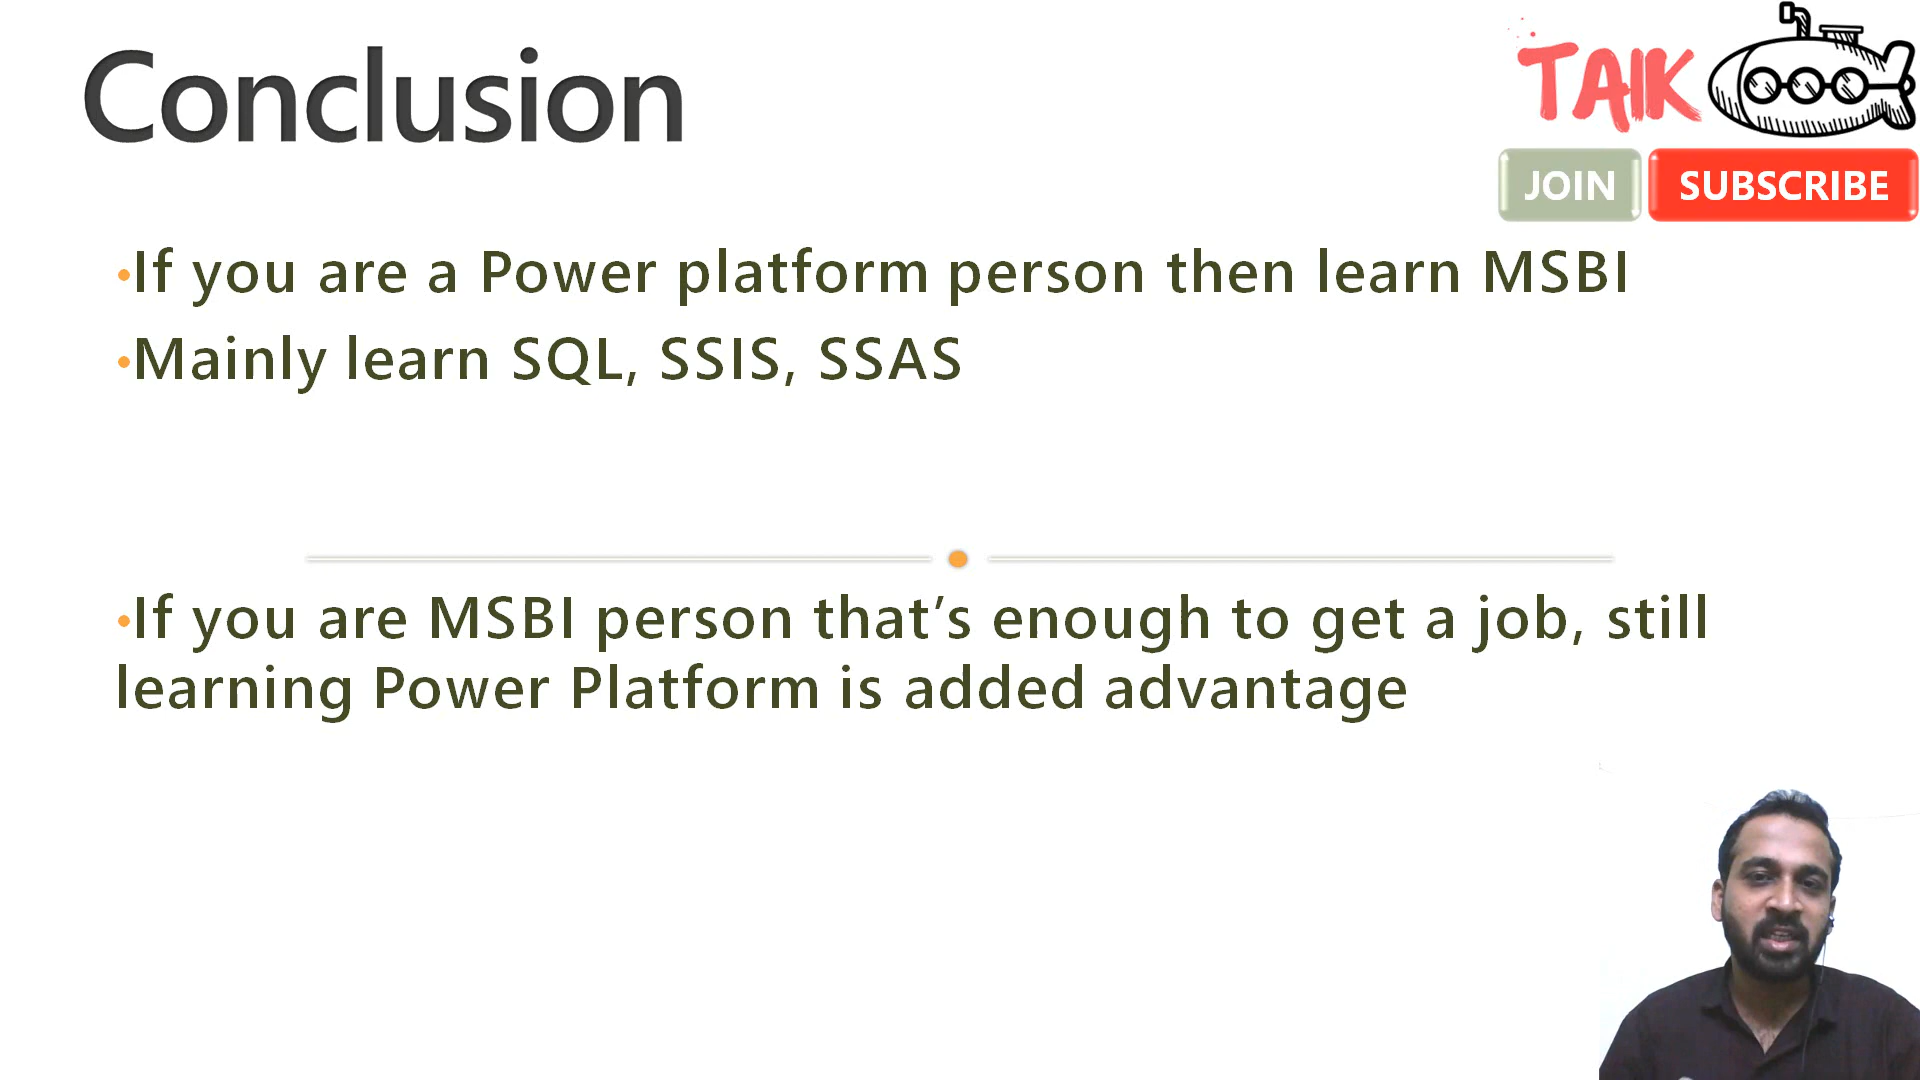 Conclusion
TAIK
JOIN
SUBSCRIBE
•If you are a Power platform person then learn MSBI
•Mainly learn SQL, SSIS, SSAS
•If you are MSBI person that’s enough to get a job, still
learning Power Platform is added advantage